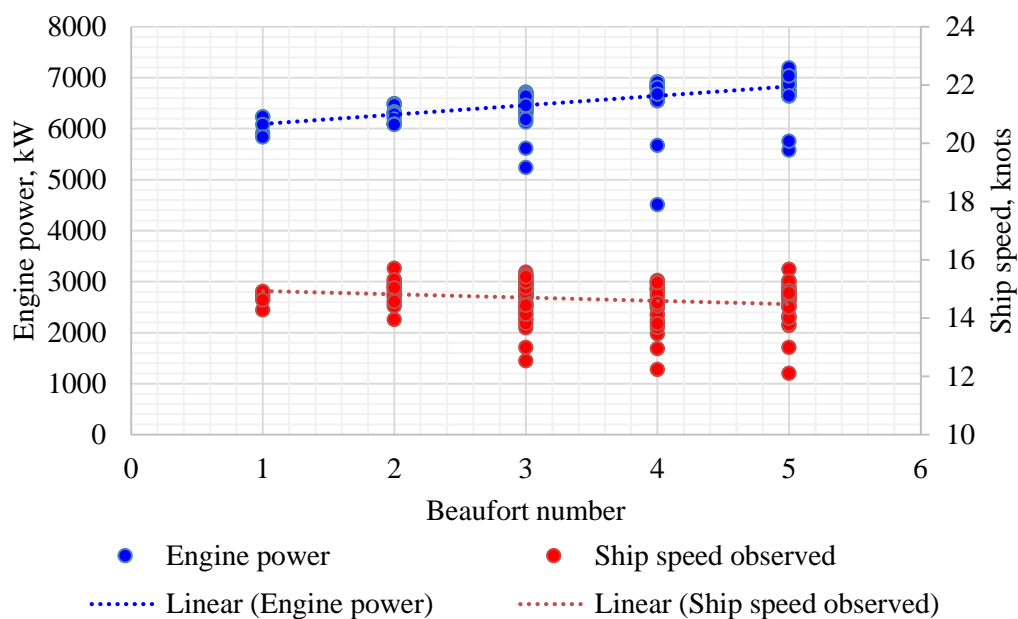 8000
7000
6000
5000
4000
3000
2000
1000
0
Engine power, kW
24
22
20
18
16
14
12
10
Ship speed, knots
0 1 2 3 4 5 6
Beaufort number
Engine power Ship speed observed
Linear (Engine power) Linear (Ship speed observed)